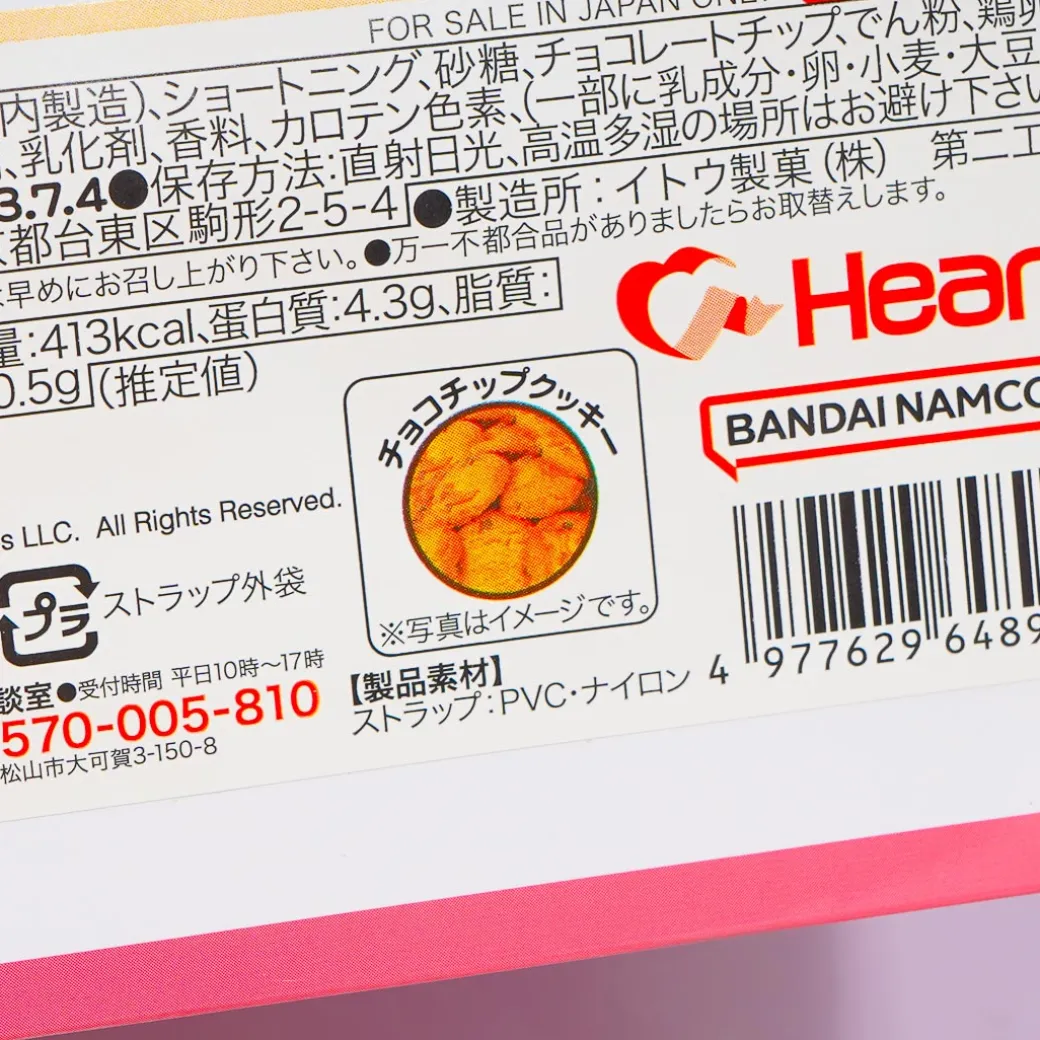 FOR SALE IN JAPAN ONLY
内製造)、ショートニング、砂糖、チョコレートチップ、でん粉、鶏卵
、乳化剤、香料、カロテン色素、(一部に乳成分・卵・小麦・大豆
3.7.4●保存方法:直射日光、高温多湿の場所はお避け下さい
京都台東区駒形2-5-4 ●製造所:イトウ製菓(株) 第二工
早めにお召し上がり下さい。●万一不都合品がありましたらお取替えします。
量:413kcal、蛋白質:4.3g、脂質:
0.5g (推定値)
Hear
BANDAI NAMCO
チョコチップクッキー
※写真はイメージです。
s LLC. All Rights Reserved.
プラ ストラップ外袋
談室●受付時間 平日10時~17時
570-005-810
松山市大可賀3-150-8
【製品素材】
ストラップ:PVC・ナイロン
4 977629 6489